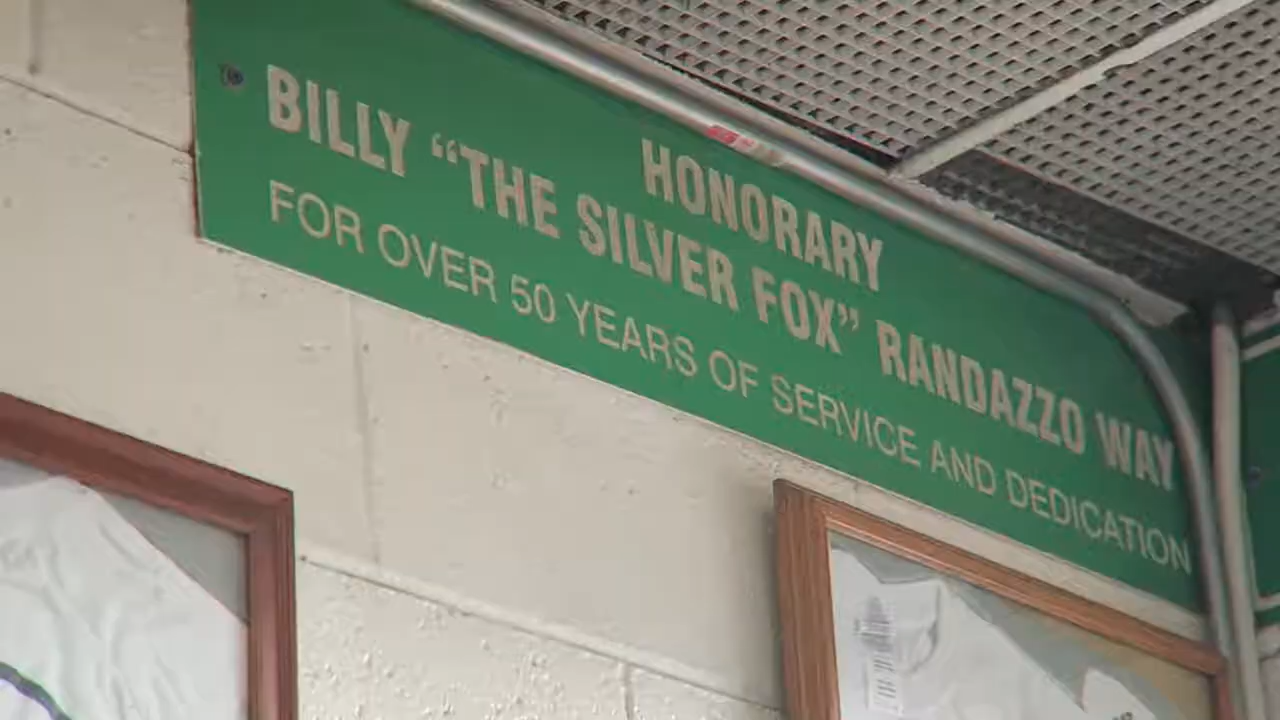 HONORARY
BILLY “THE SILVER FOX” RANDAZZO WAY
FOR OVER 50 YEARS OF SERVICE AND DEDICATION